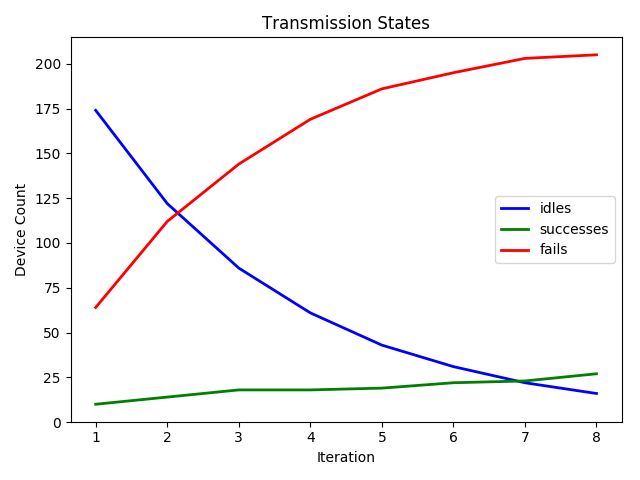 Transmission States
200
175
150
125
100
75
50
25
0
Device Count
idles
successes
fails
1 2 3 4 5 6 7 8
Iteration